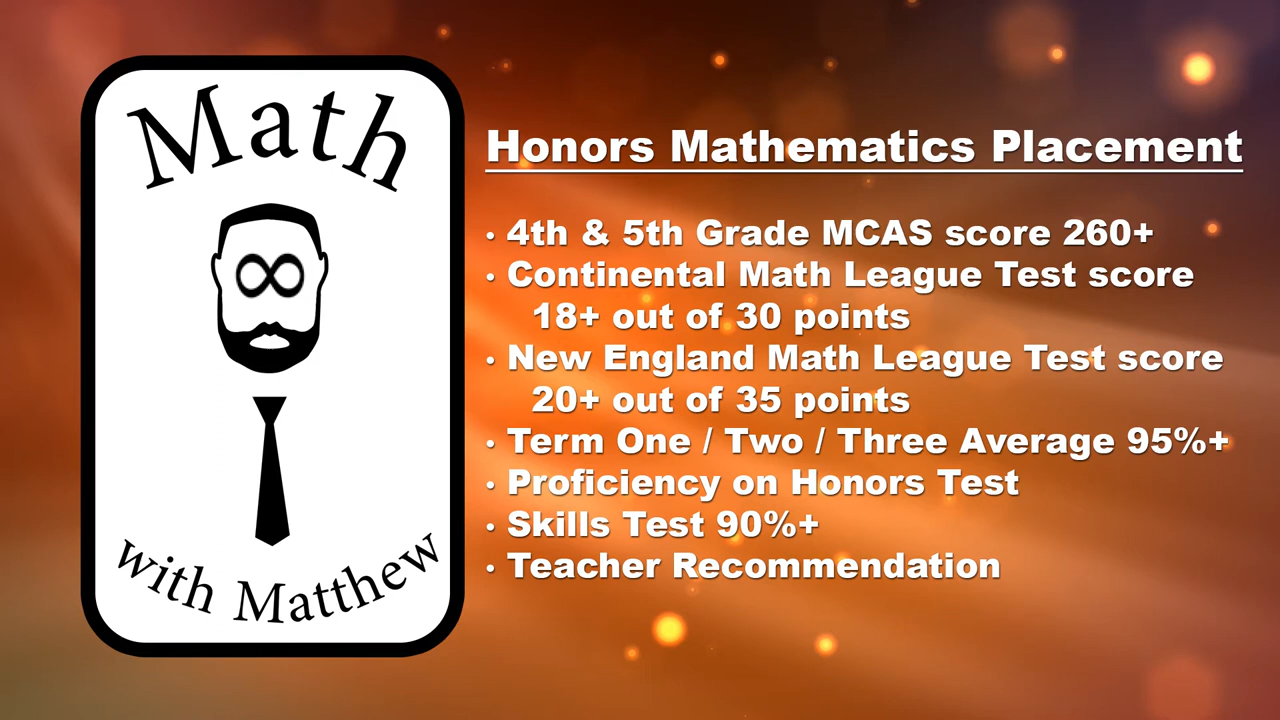 Math
∞
with Matthew
Honors Mathematics Placement
• 4th & 5th Grade MCAS score 260+
• Continental Math League Test score
18+ out of 30 points
• New England Math League Test score
20+ out of 35 points
• Term One / Two / Three Average 95%+
• Proficiency on Honors Test
• Skills Test 90%+
• Teacher Recommendation